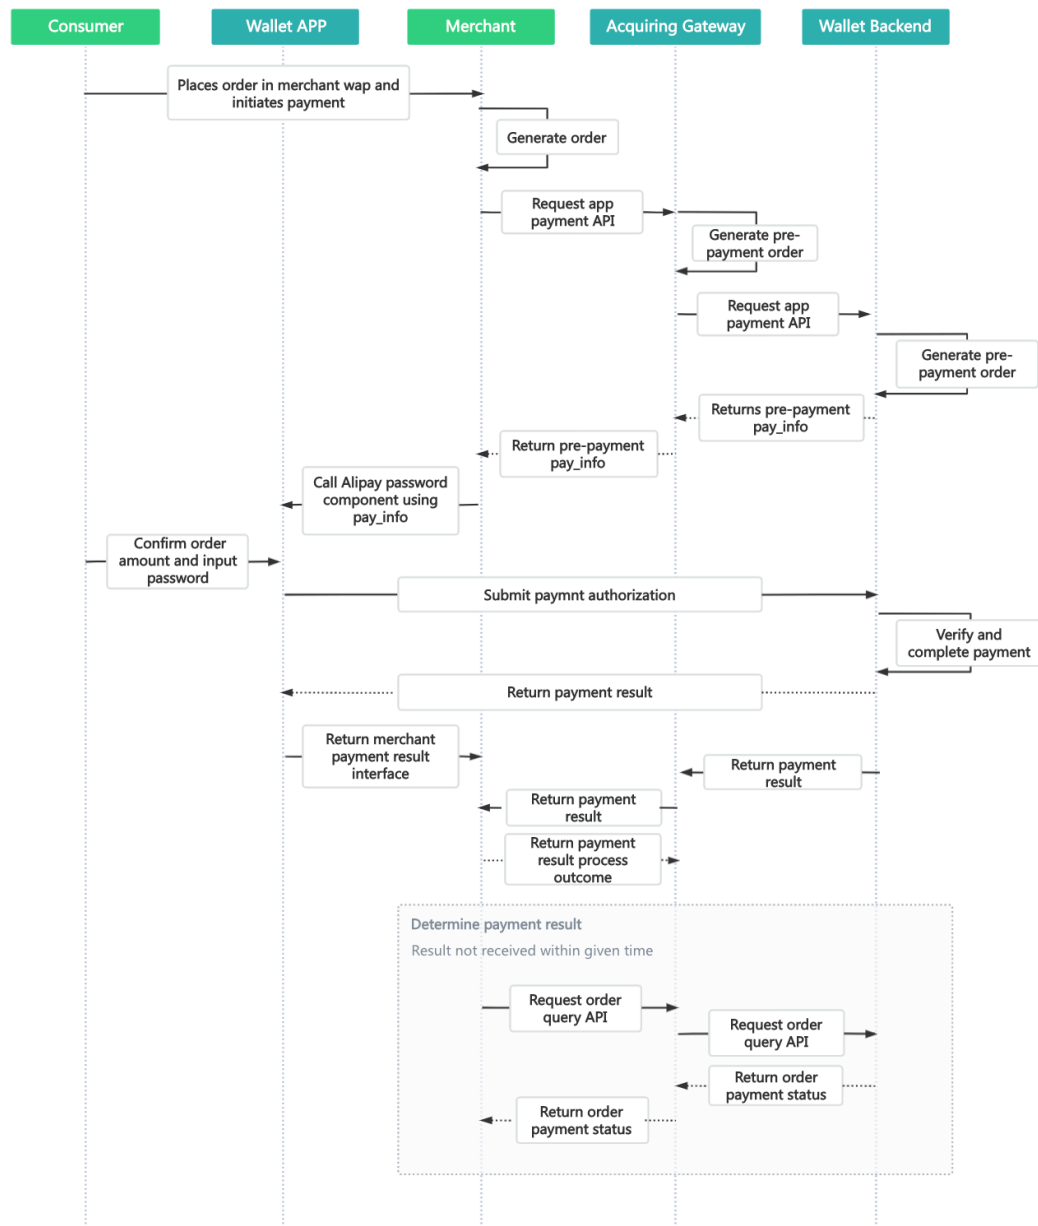 Consumer
Wallet APP
Merchant
Acquiring Gateway
Wallet Backend
Places order in merchant wap and
initiates payment
Generate order
Request app
payment API
Generate pre-
payment order
Request app
payment API
Generate pre-
payment order
Returns pre-payment
pay_info
Return pre-payment
pay_info
Call Alipay password
component using
pay_info
Confirm order
amount and input
password
Submit paymnt authorization
Verify and
complete payment
Return payment result
Return merchant
payment result
interface
Return payment
result
Return payment
result
Return payment
result process
outcome
Determine payment result
Result not received within given time
Request order
query API
Request order
query API
Return order
payment status
Return order
payment status